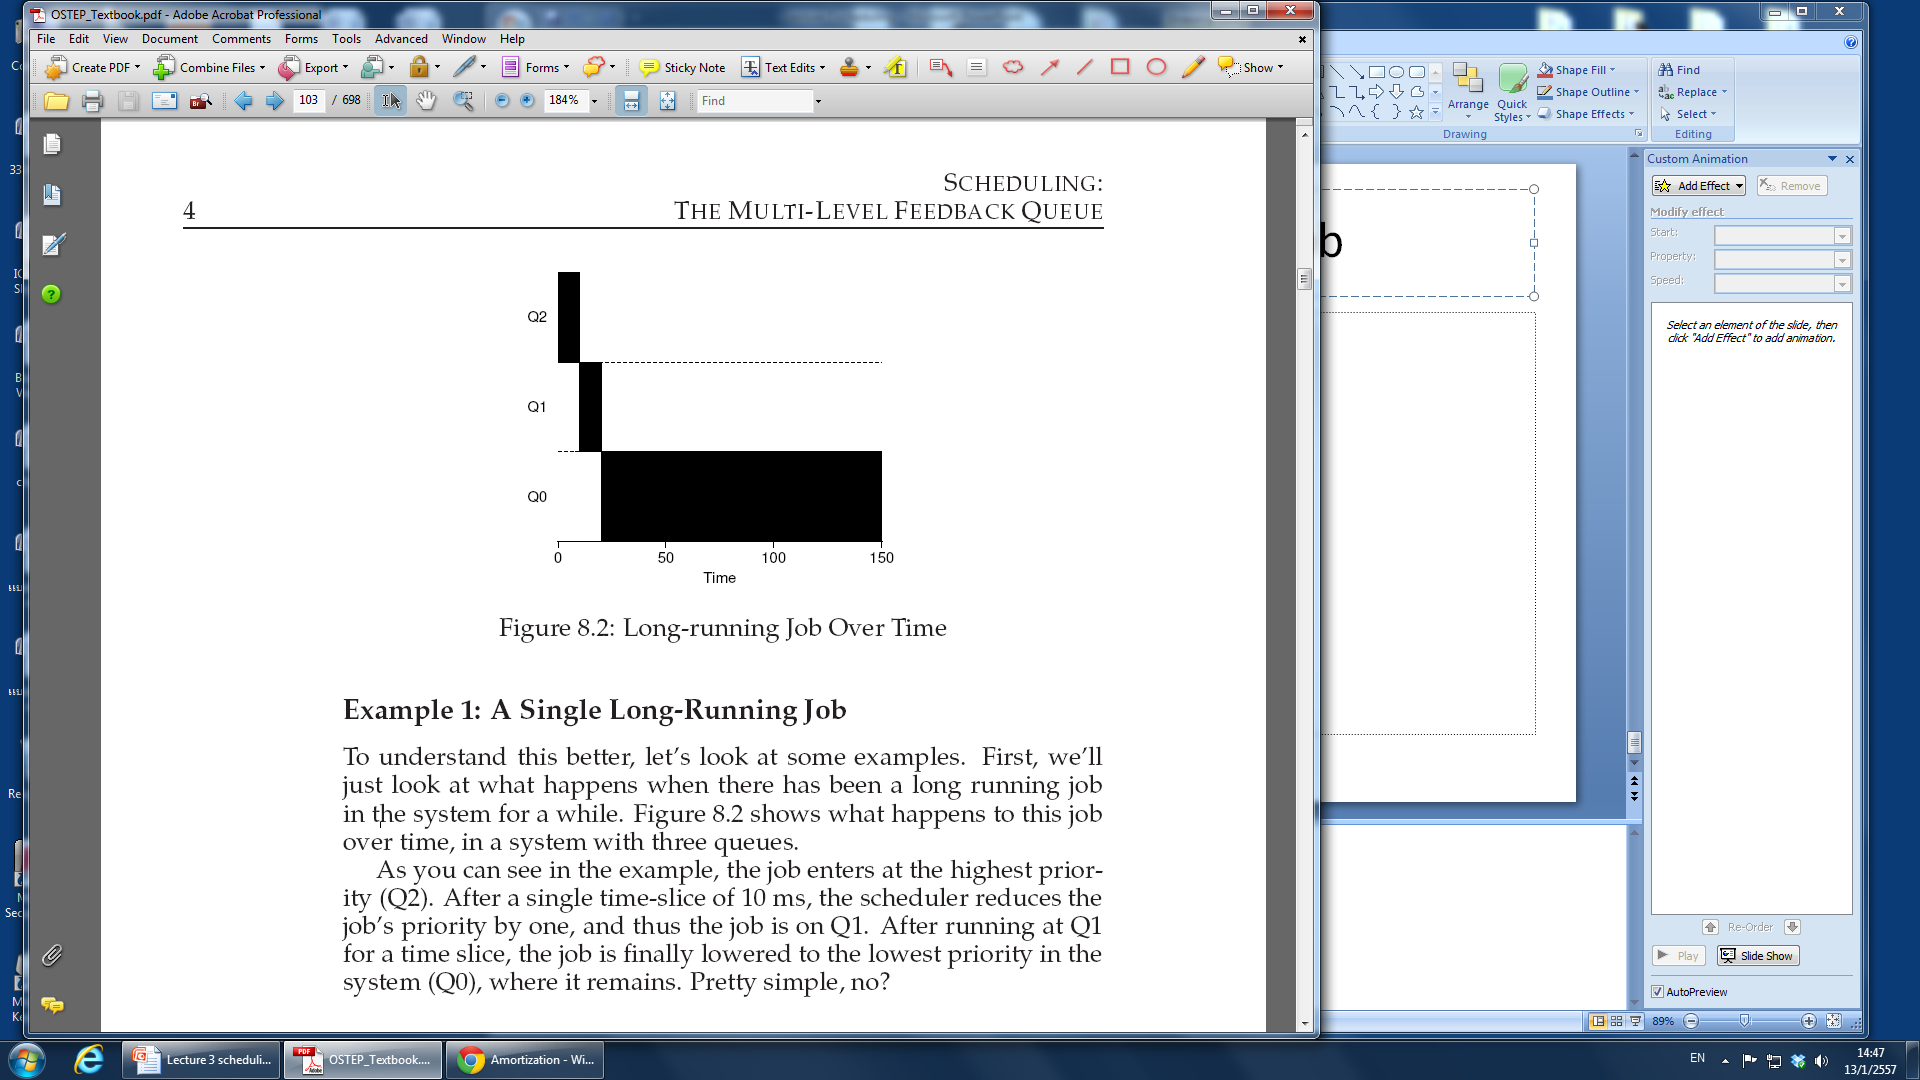 OSTEP_Textbook.pdf - Adobe Acrobat Professional
File Edit View Document Comments Forms Tools Advanced Window Help
Create PDF Combine Files Export Forms Sticky Note Text Edits Show
103 / 698 184% Find
SCHEDULING:
4 THE MULTI-LEVEL FEEDBACK QUEUE
Q2
Q1
Q0
0 50 100 150
Time
Figure 8.2: Long-running Job Over Time
Example 1: A Single Long-Running Job
To understand this better, let's look at some examples. First, we'll
just look at what happens when there has been a long running job
in the system for a while. Figure 8.2 shows what happens to this job
over time, in a system with three queues.
As you can see in the example, the job enters at the highest prior-
ity (Q2). After a single time-slice of 10 ms, the scheduler reduces the
job's priority by one, and thus the job is on Q1. After running at Q1
for a time slice, the job is finally lowered to the lowest priority in the
system (Q0), where it remains. Pretty simple, no?
Shape Fill
Shape Outline
Shape Effects
Arrange
Quick
Styles
Drawing
Find
Replace
Select
Editing
b
Custom Animation
Add Effect Remove
Modify effect
Start:
Property:
Speed:
Select an element of the slide, then
click "Add Effect" to add animation.
Re-Order
Play Slide Show
AutoPreview
89%
Lecture 3 scheduli...
OSTEP_Textbook....
Amortization - Wi...
EN
14:47
13/1/2557